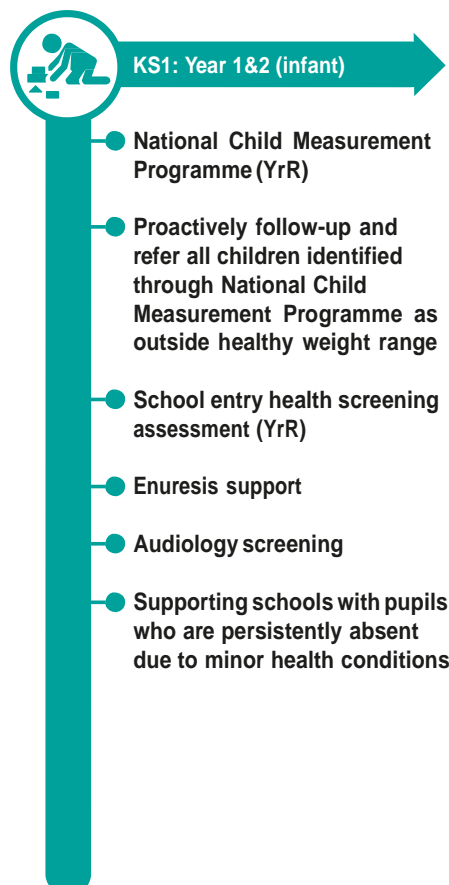 KS1: Year 1&2 (infant)
National Child Measurement
Programme (YrR)
Proactively follow-up and
refer all children identified
through National Child
Measurement Programme as
outside healthy weight range
School entry health screening
assessment (YrR)
Enuresis support
Audiology screening
Supporting schools with pupils
who are persistently absent
due to minor health conditions